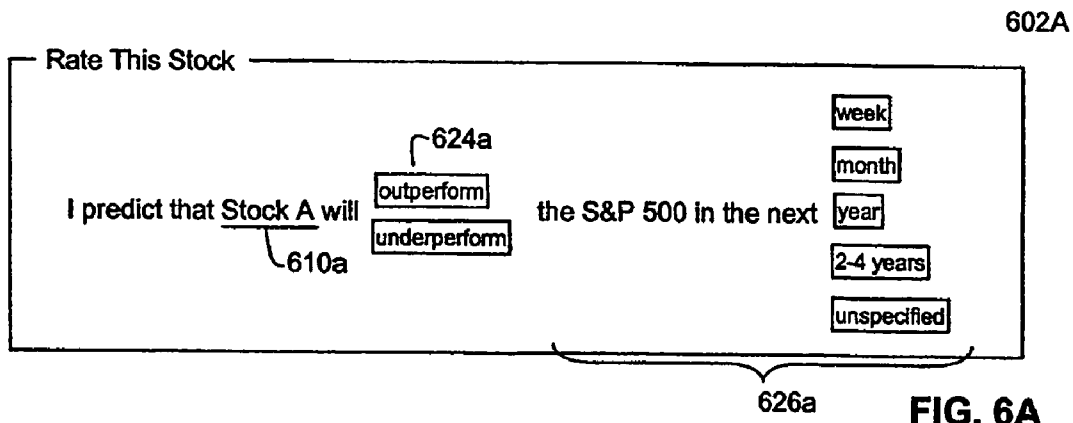 602A
Rate This Stock
week
624a
month
outperform
I predict that Stock A will the S&P 500 in the next year
underperform
610a
2-4 years
unspecified
626a
FIG. 6A